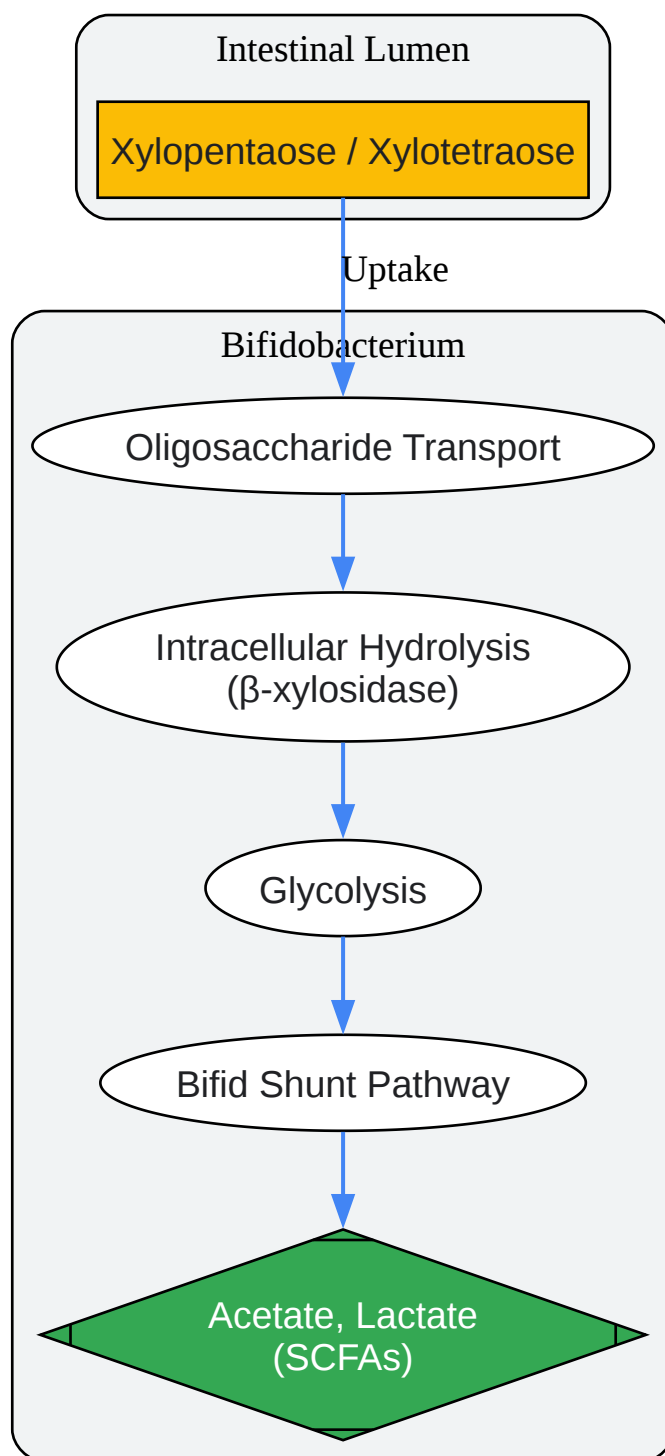 Intestinal Lumen
Xylopentaose / Xylotetraose
Uptake
Bifidobacterium
Oligosaccharide Transport
Intracellular Hydrolysis
(β-xylosidase)
Glycolysis
Bifid Shunt Pathway
Acetate, Lactate
(SCFAs)